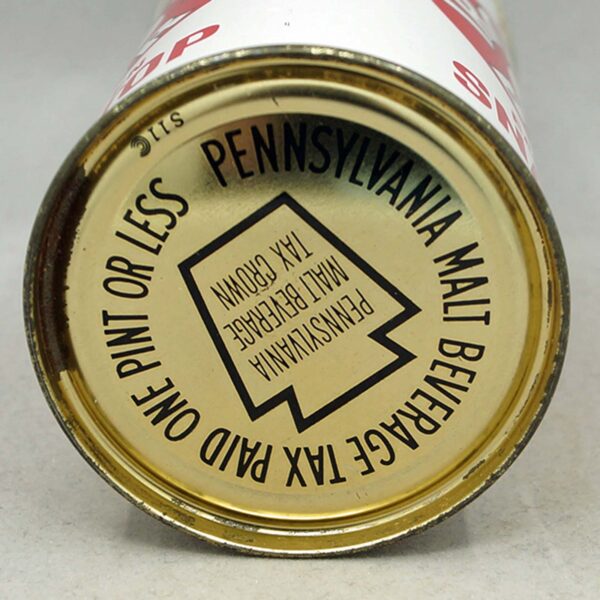 PENNSYLVANIA MALT BEVERAGE TAX PAID ONE PINT OR LESS
PENNSYLVANIA
MALT BEVERAGE
TAX CROWN